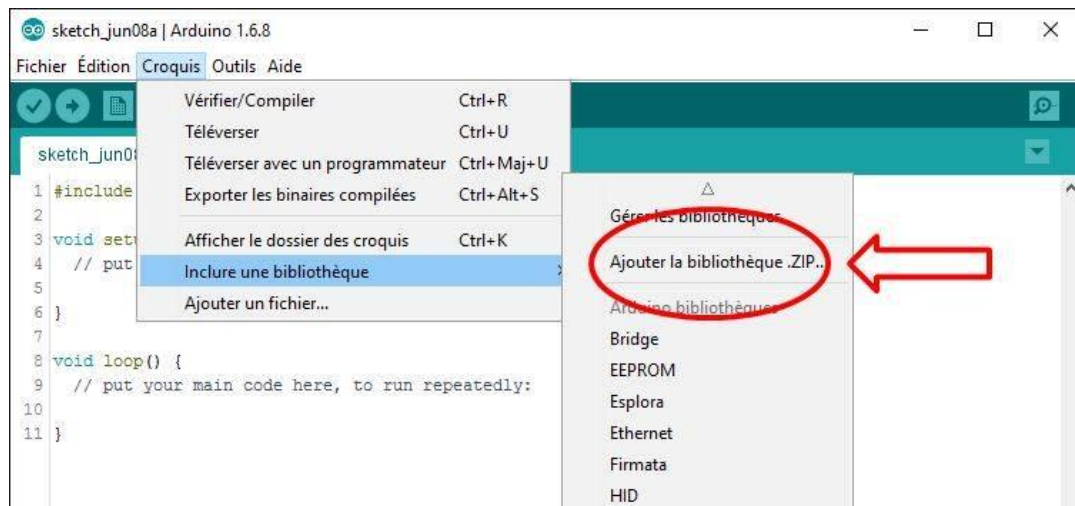 sketch_jun08a | Arduino 1.6.8
Fichier Édition Croquis Outils Aide
Vérifier/Compiler Ctrl+R
Téléverser Ctrl+U
Téléverser avec un programmateur Ctrl+Maj+U
Exporter les binaires compilées Ctrl+Alt+S
Afficher le dossier des croquis Ctrl+K
Inclure une bibliothèque
Ajouter un fichier...
Gérer les bibliothèques
Ajouter la bibliothèque .ZIP...
Arduino bibliothèques
Bridge
EEPROM
Esplora
Ethernet
Firmata
HID
sketch_jun0
1 #include
2
3 void set
4 // put
5
6 }
7
8 void loop() {
9 // put your main code here, to run repeatedly:
10
11 }